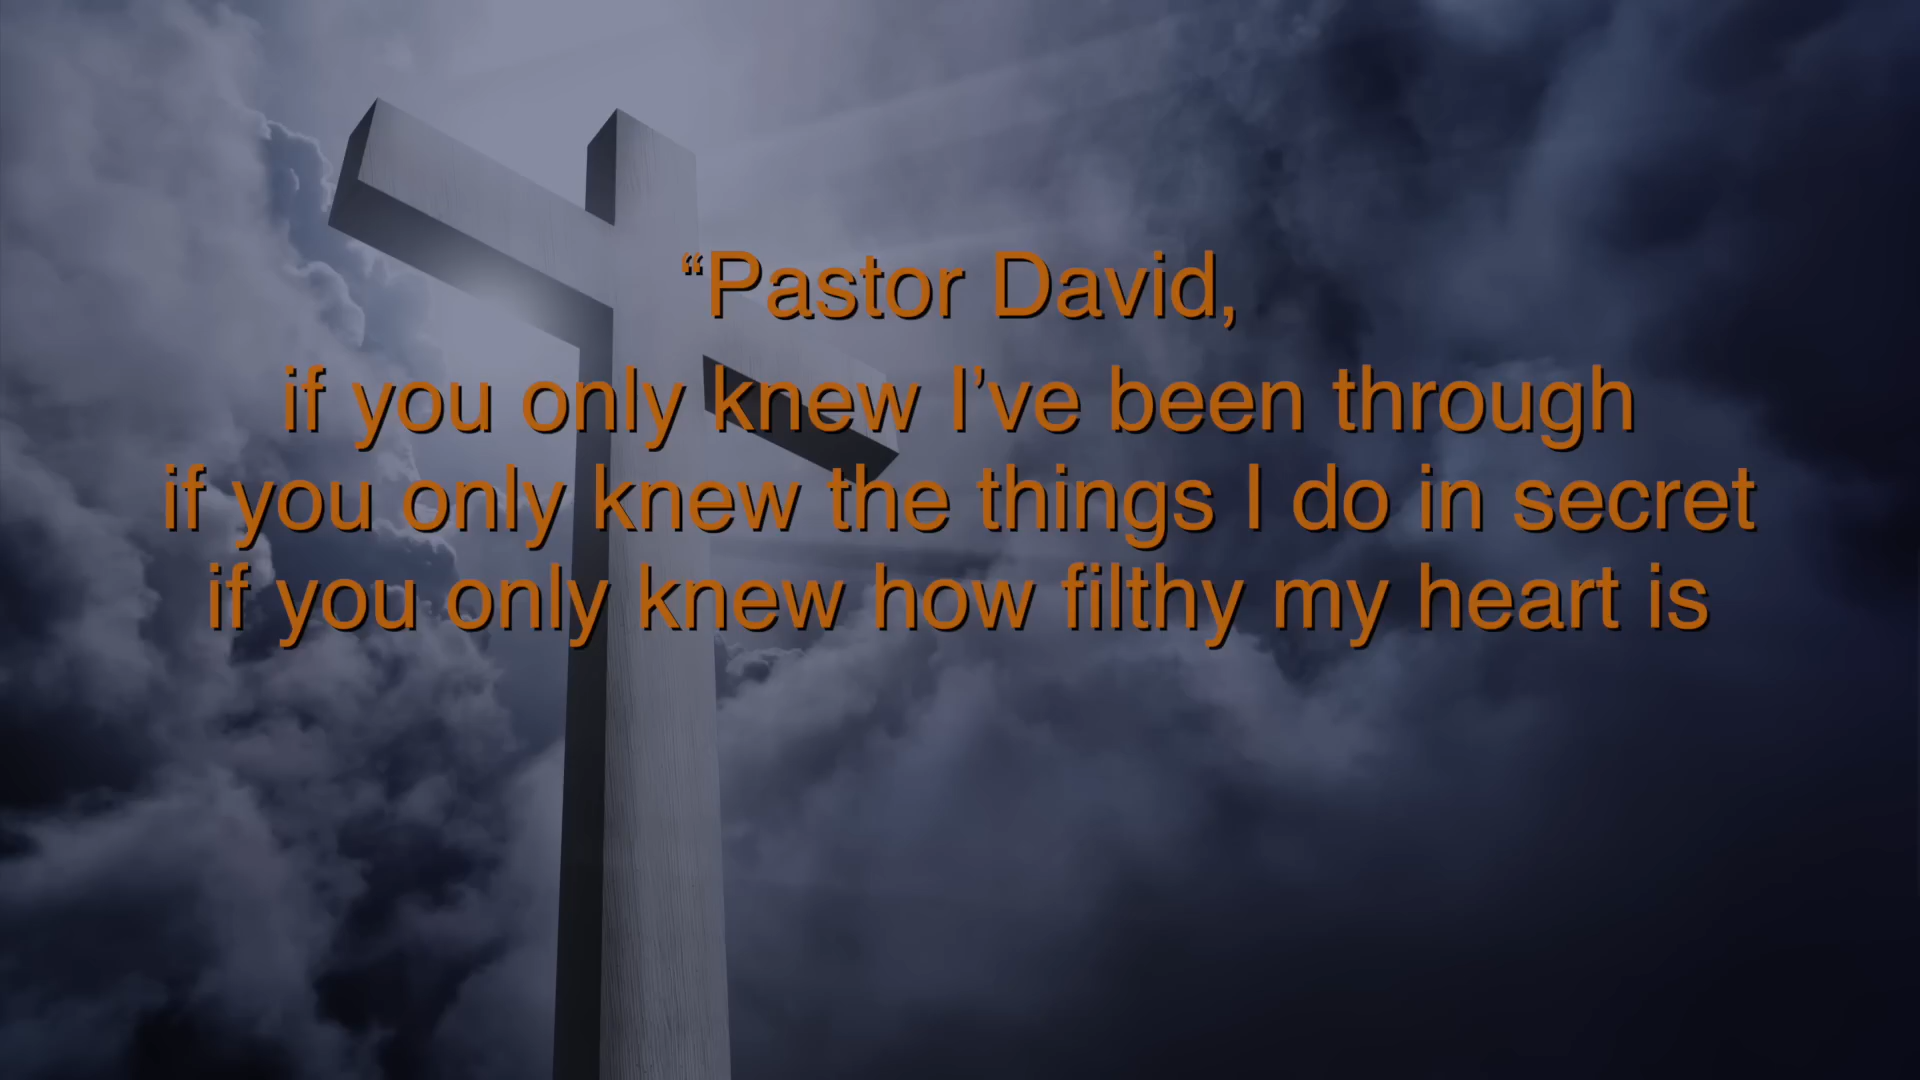 “Pastor David,
if you only knew I’ve been through
if you only knew the things I do in secret
if you only knew how filthy my heart is